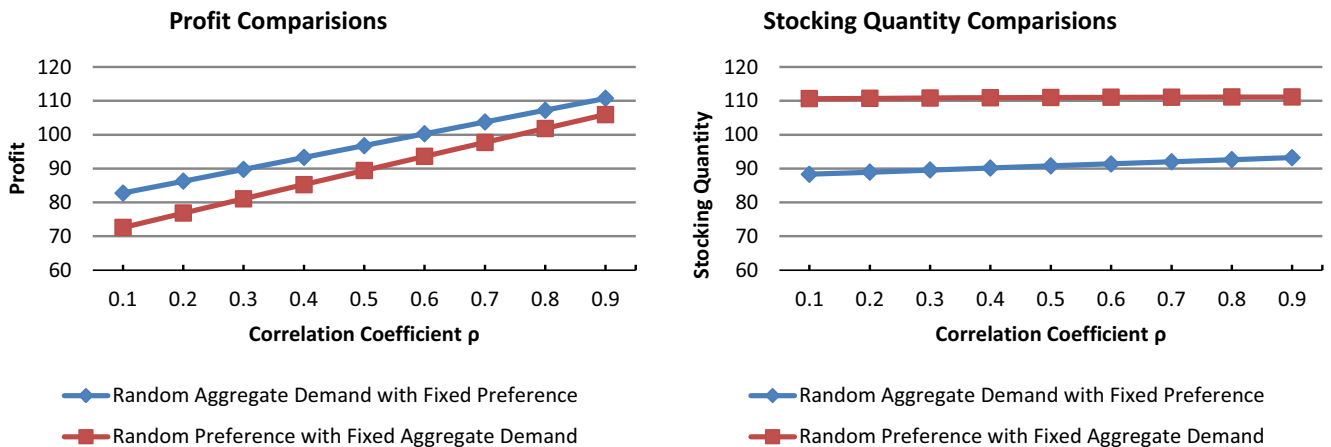 Profit Comparisions
120
110
100
90
80
70
60
Profit
0.1 0.2 0.3 0.4 0.5 0.6 0.7 0.8 0.9
Correlation Coefficient ρ
Random Aggregate Demand with Fixed Preference
Random Preference with Fixed Aggregate Demand
Stocking Quantity Comparisions
120
110
100
90
80
70
60
Stocking Quantity
0.1 0.2 0.3 0.4 0.5 0.6 0.7 0.8 0.9
Correlation Coefficient ρ
Random Aggregate Demand with Fixed Preference
Random Preference with Fixed Aggregate Demand